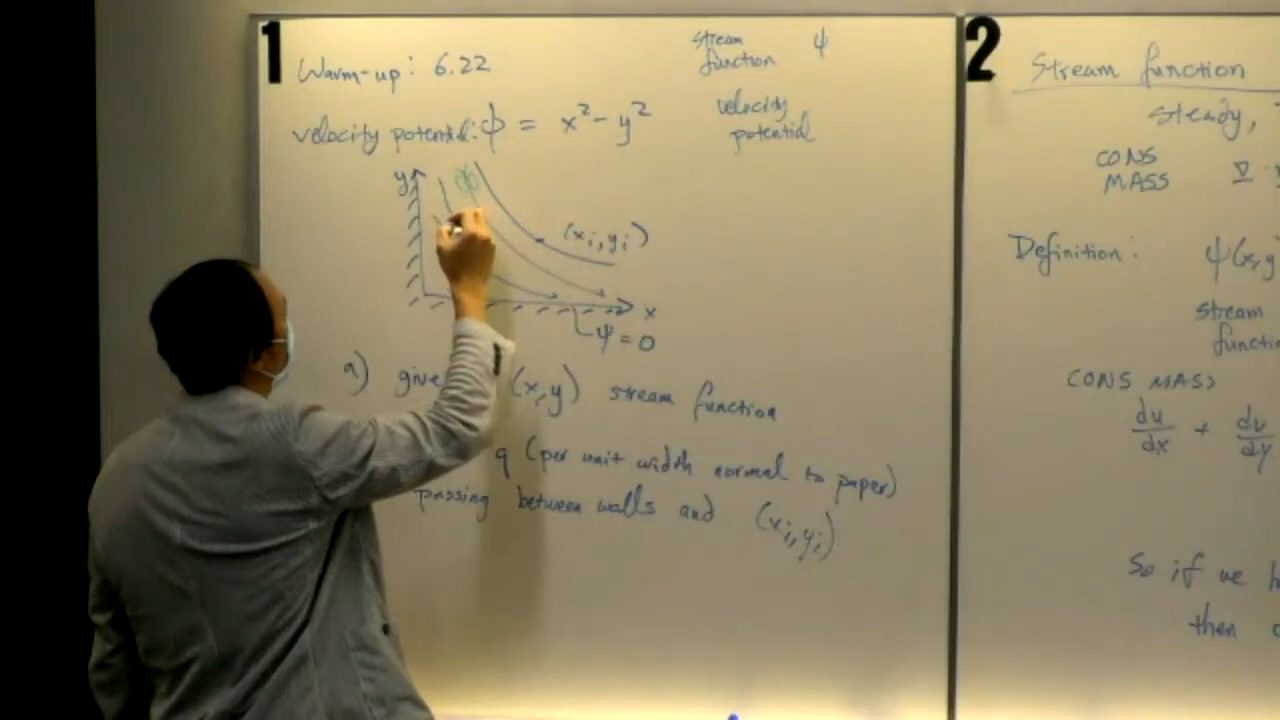 1
Warm-up: 6.22
stream
function ψ
velocity potential: ϕ = x² - y²
velocity
potential
y
(xᵢ, yᵢ)
x
ψ = 0
a) give (x,y) stream function
q (per unit width normal to paper)
passing between walls and (xᵢ, yᵢ)
2
Stream function
steady,
CONS
MASS ∇
Definition: ψ(x,y
stream
functi
CONS MASS
du/dx + dv/dy
So if we h
then